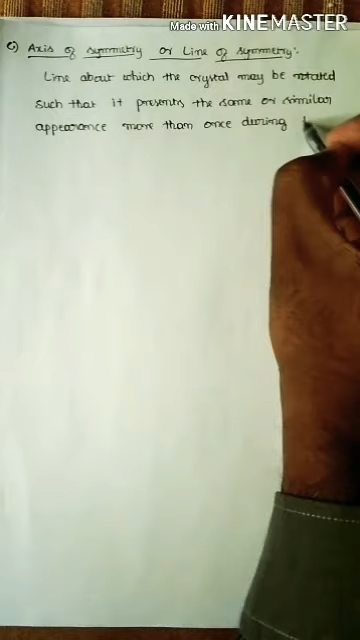 Made with KINEMASTER
c) Axis of symmetry or Line of symmetry:
Line about which the crystal may be rotated
such that it presents the same or similar
appearance more than once during